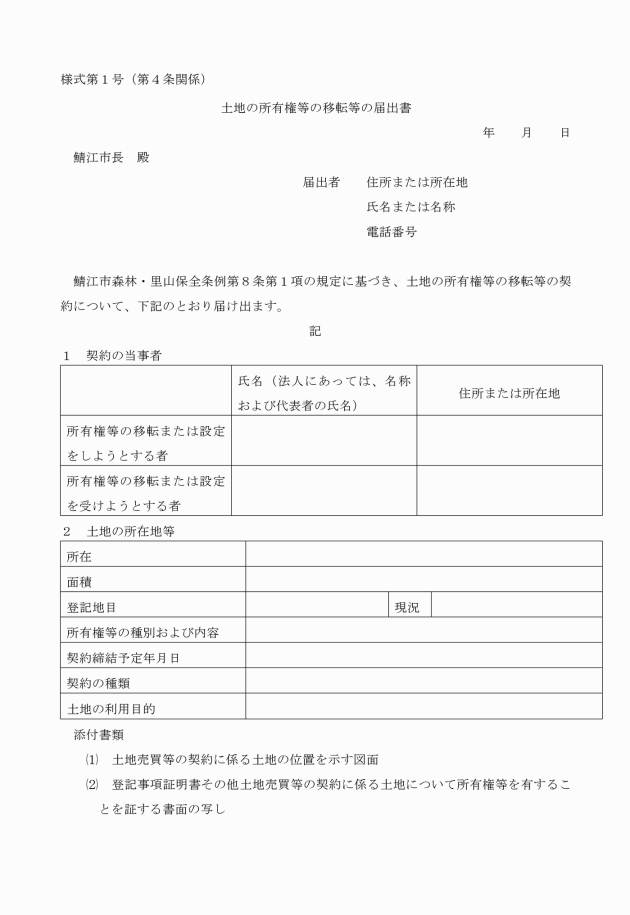 様式第１号（第４条関係）
土地の所有権等の移転等の届出書
年　　月　　日
鯖江市長　殿
届出者　　住所または所在地
氏名または名称
電話番号
鯖江市森林・里山保全条例第８条第１項の規定に基づき、土地の所有権等の移転等の契
約について、下記のとおり届け出ます。
記
１　契約の当事者
氏名（法人にあっては、名称
および代表者の氏名）
住所または所在地
所有権等の移転または設定
をしようとする者
所有権等の移転または設定
を受けようとする者
２　土地の所在地等
所在
面積
登記地目　現況
所有権等の種別および内容
契約締結予定年月日
契約の種類
土地の利用目的
添付書類
⑴　土地売買等の契約に係る土地の位置を示す図面
⑵　登記事項証明書その他土地売買等の契約に係る土地について所有権等を有するこ
とを証する書面の写し